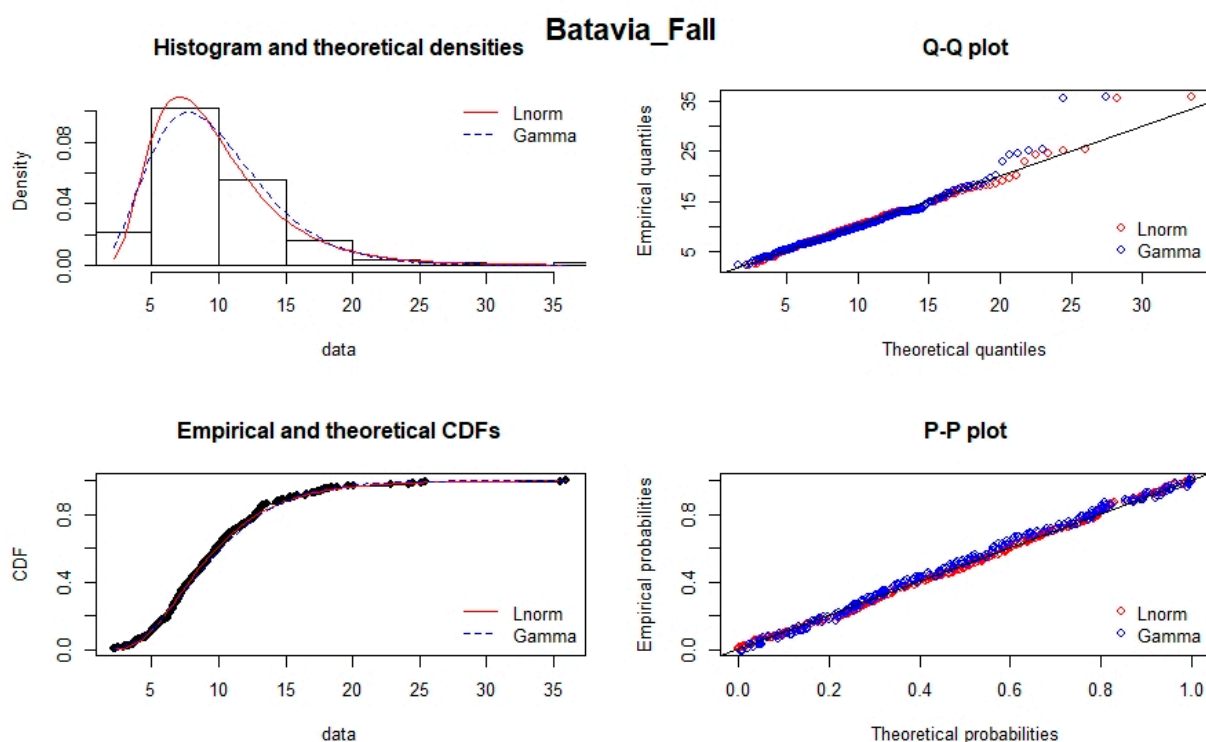 Batavia_Fall
Histogram and theoretical densities
Density
0.00 0.04 0.08
Lnorm
Gamma
5 10 15 20 25 30 35
data
Q-Q plot
Empirical quantiles
5 15 25 35
Lnorm
Gamma
5 10 15 20 25 30
Theoretical quantiles
Empirical and theoretical CDFs
CDF
0.0 0.4 0.8
Lnorm
Gamma
5 10 15 20 25 30 35
data
P-P plot
Empirical probabilities
0.0 0.4 0.8
Lnorm
Gamma
0.0 0.2 0.4 0.6 0.8 1.0
Theoretical probabilities